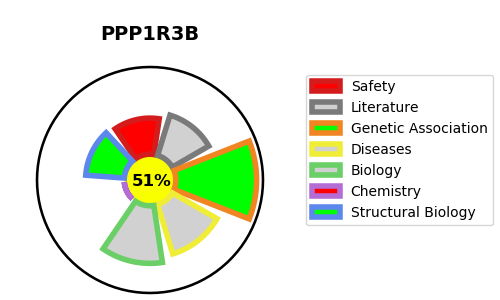 PPP1R3B
51%
Safety
Literature
Genetic Association
Diseases
Biology
Chemistry
Structural Biology